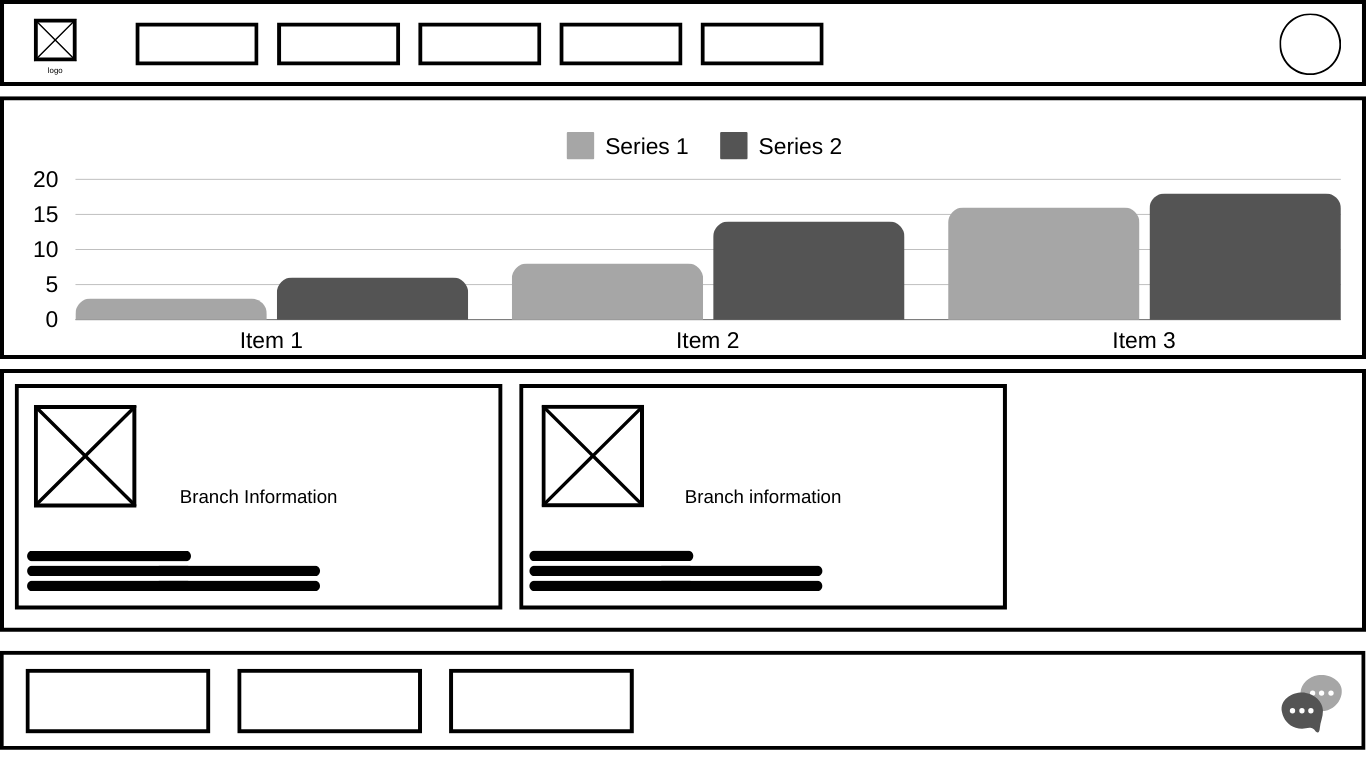 logo
Series 1
Series 2
20
15
10
5
0
Item 1
Item 2
Item 3
Branch Information
Branch information